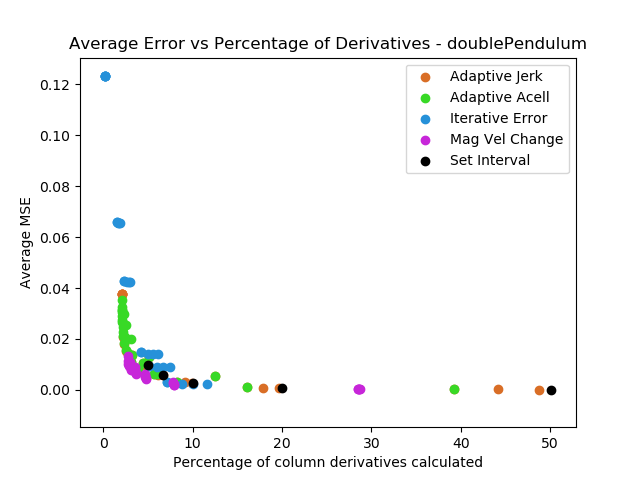 Average Error vs Percentage of Derivatives - doublePendulum
Adaptive Jerk
Adaptive Acell
Iterative Error
Mag Vel Change
Set Interval
Average MSE
0.12
0.10
0.08
0.06
0.04
0.02
0.00
0 10 20 30 40 50
Percentage of column derivatives calculated